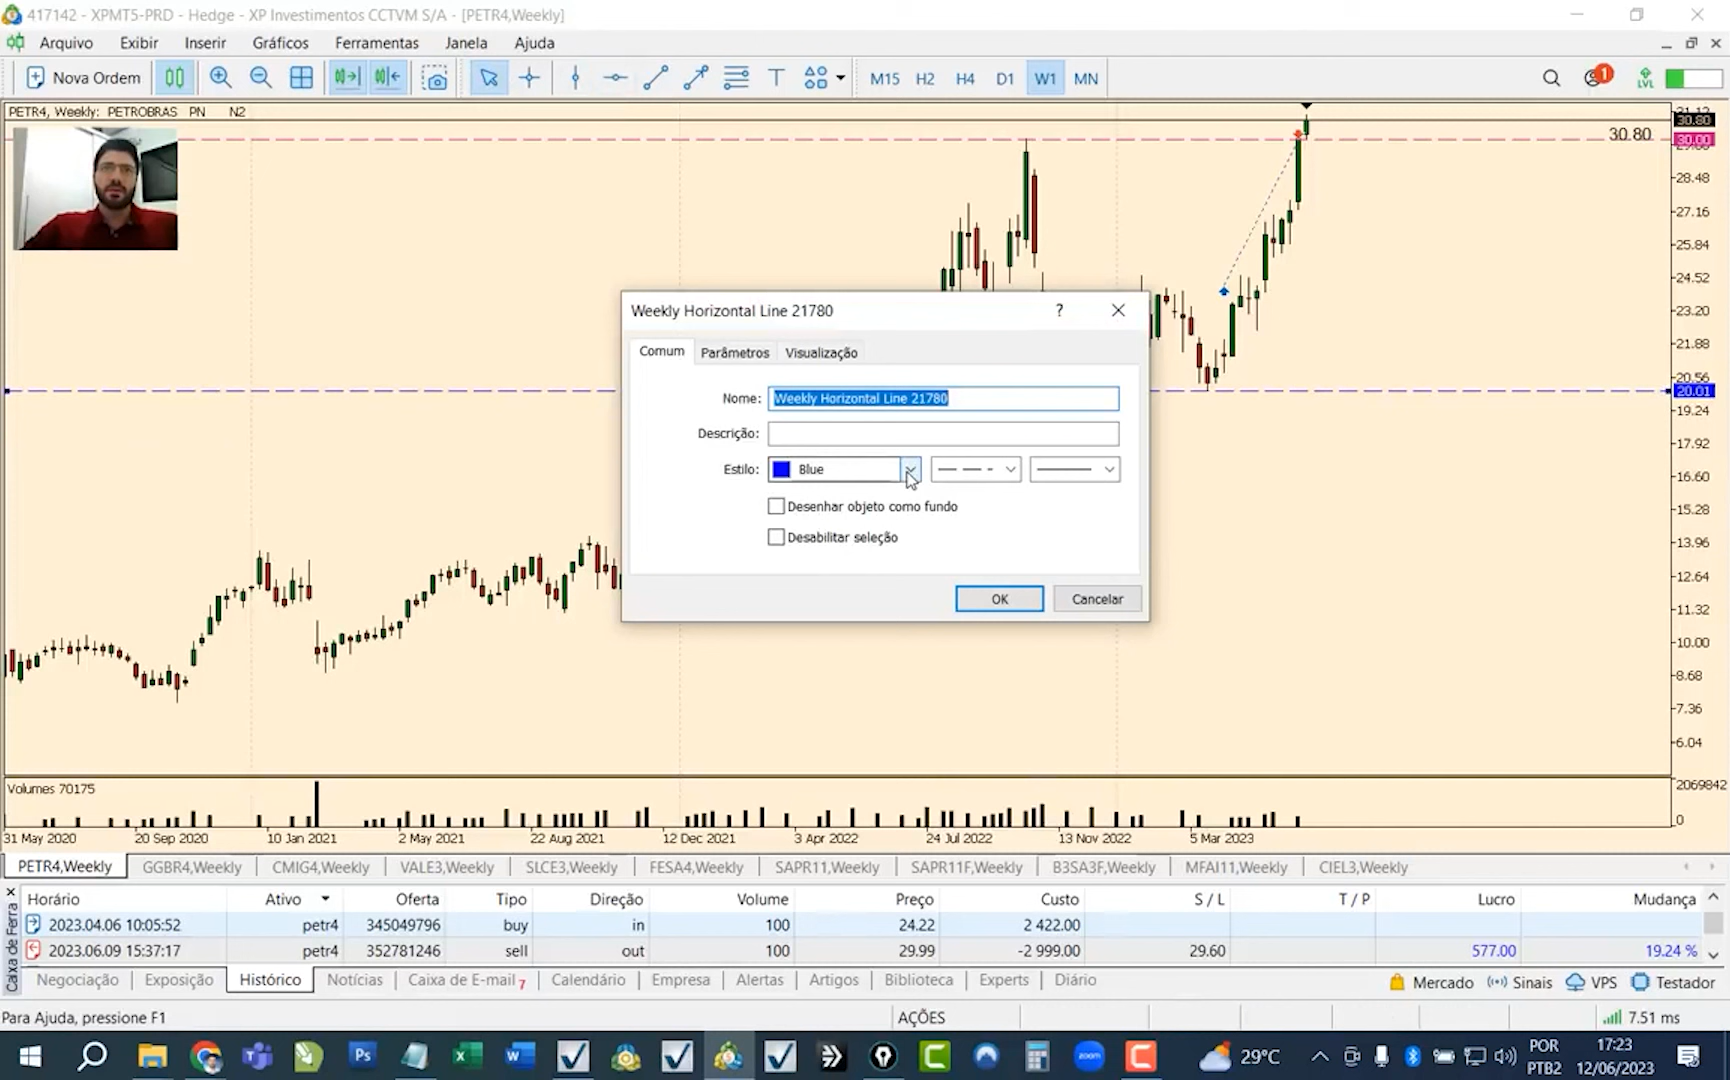 417142 - XPMT5-PRD - Hedge - XP Investimentos CCTVM S/A - [PETR4,Weekly]
Arquivo Exibir Inserir Gráficos Ferramentas Janela Ajuda
Nova Ordem T M15 H2 H4 D1 W1 MN 1 LVL
PETR4, Weekly: PETROBRAS PN N2
30.80
30.80
30.00
28.48
27.16
25.84
24.52
23.20
21.88
20.56
20.01
19.24
17.92
16.60
15.28
13.96
12.64
11.32
10.00
8.68
7.36
6.04
Weekly Horizontal Line 21780 ?
Comum Parâmetros Visualização
Nome: Weekly Horizontal Line 21780
Descrição:
Estilo: Blue
Desenhar objeto como fundo
Desabilitar seleção
OK Cancelar
Volumes 70175
2069842
0
31 May 2020 20 Sep 2020 10 Jan 2021 2 May 2021 22 Aug 2021 12 Dec 2021 3 Apr 2022 24 Jul 2022 13 Nov 2022 5 Mar 2023
PETR4,Weekly GGBR4,Weekly CMIG4,Weekly VALE3,Weekly SLCE3,Weekly FESA4,Weekly SAPR11,Weekly SAPR11F,Weekly B3SA3F,Weekly MFAI11,Weekly CIEL3,Weekly
Caixa de Ferra
Horário Ativo Oferta Tipo Direção Volume Preço Custo S / L T / P Lucro Mudança
2023.04.06 10:05:52 petr4 345049796 buy in 100 24.22 2 422.00
2023.06.09 15:37:17 petr4 352781246 sell out 100 29.99 -2 999.00 29.60 577.00 19.24 %
Negociação Exposição Histórico Notícias Caixa de E-mail 7 Calendário Empresa Alertas Artigos Biblioteca Experts Diário Mercado Sinais VPS Testador
Para Ajuda, pressione F1 AÇÕES 7.51 ms
Ps zoom 29°C POR PTB2 17:23 12/06/2023